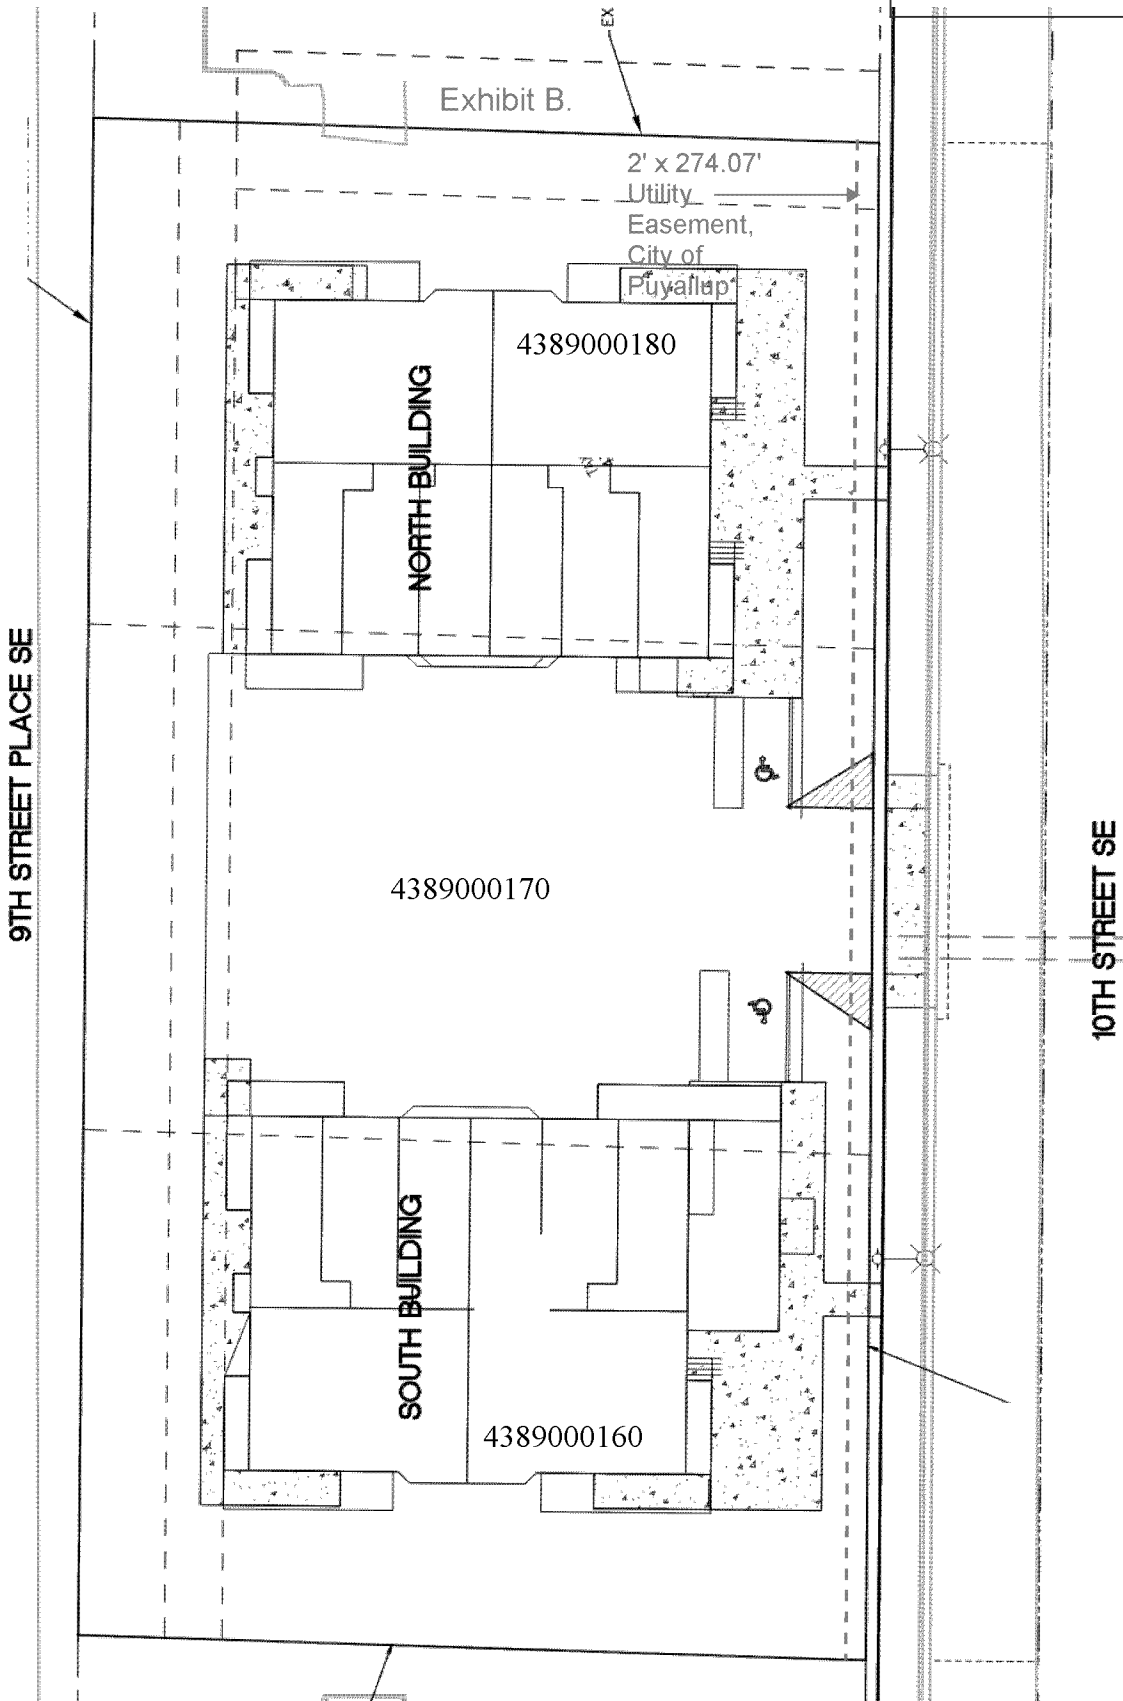 EX
Exhibit B.
2' x 274.07'
Utility
Easement,
City of
Puyallup
4389000180
NORTH BUILDING
9TH STREET PLACE SE
4389000170
10TH STREET SE
SOUTH BUILDING
4389000160